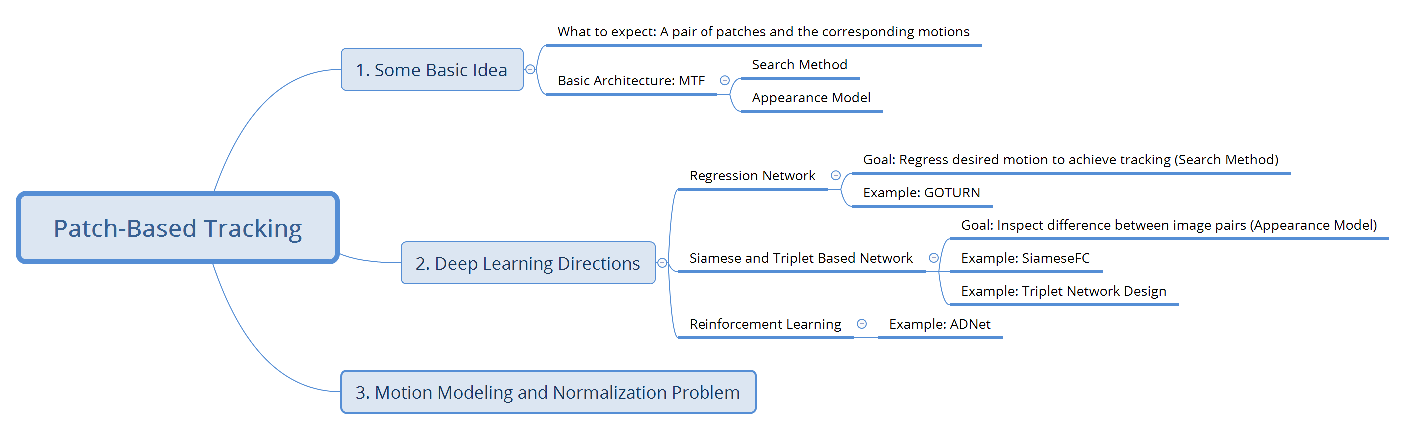 Patch-Based Tracking
1. Some Basic Idea
What to expect: A pair of patches and the corresponding motions
Basic Architecture: MTF
Search Method
Appearance Model
2. Deep Learning Directions
Regression Network
Goal: Regress desired motion to achieve tracking (Search Method)
Example: GOTURN
Siamese and Triplet Based Network
Goal: Inspect difference between image pairs (Appearance Model)
Example: SiameseFC
Example: Triplet Network Design
Reinforcement Learning
Example: ADNet
3. Motion Modeling and Normalization Problem